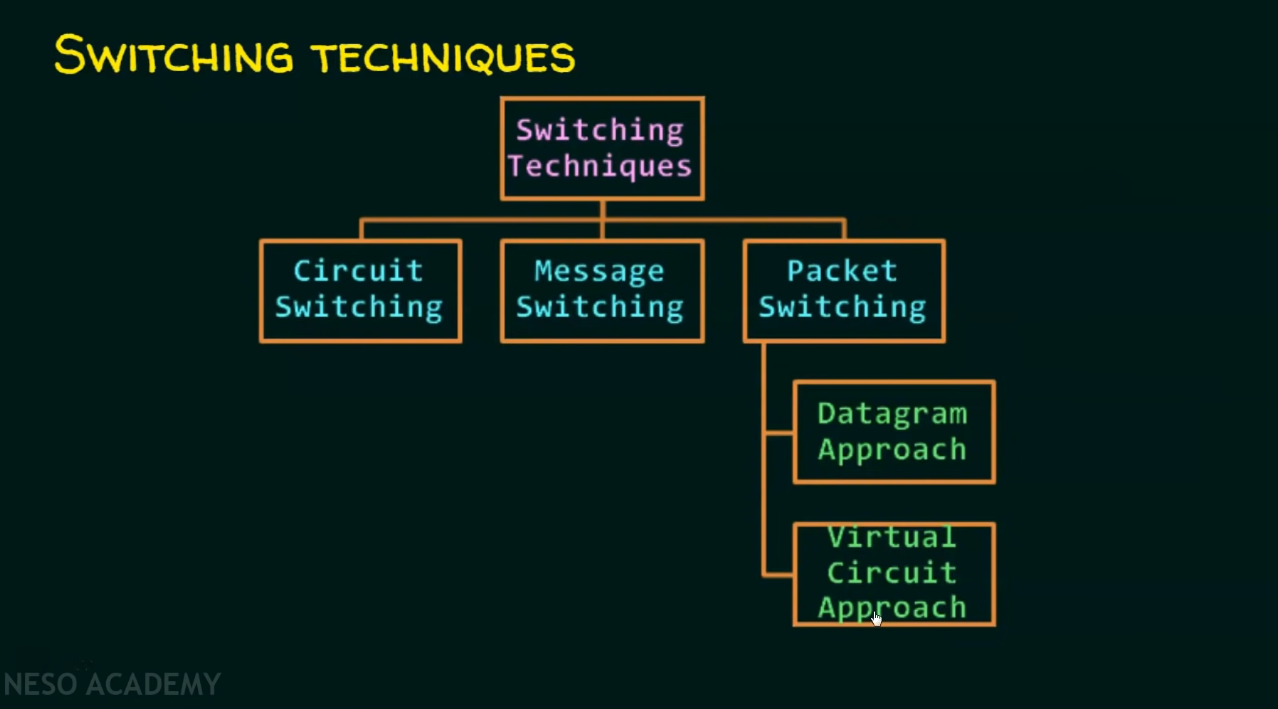 SWITCHING TECHNIQUES
Switching
Techniques
Circuit
Switching
Message
Switching
Packet
Switching
Datagram
Approach
Virtual
Circuit
Approach
NESO ACADEMY